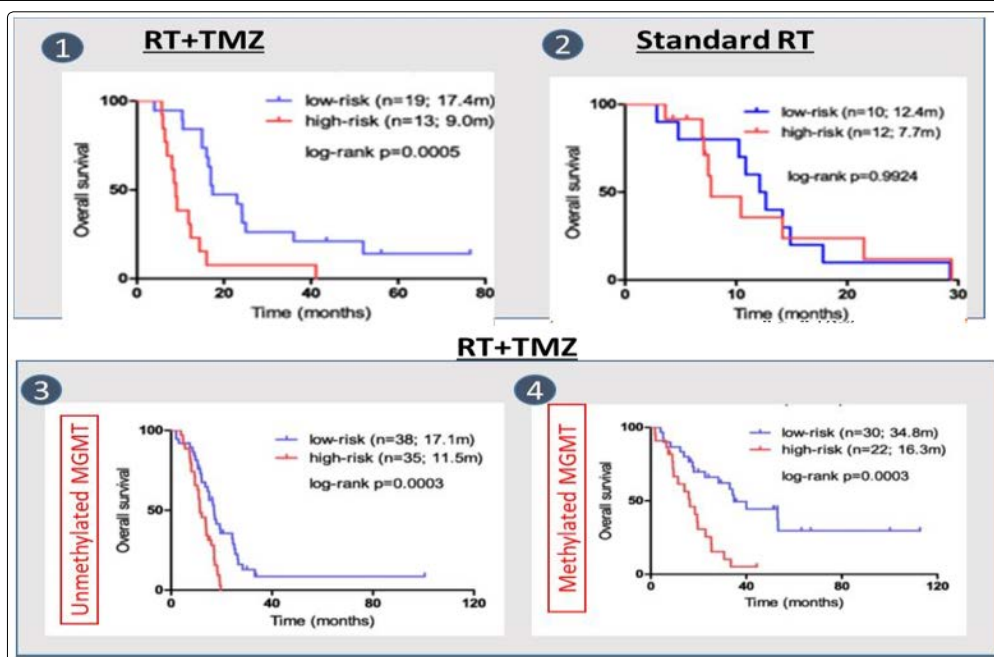 1
RT+TMZ
low-risk (n=19; 17.4m)
high-risk (n=13; 9.0m)
log-rank p=0.0005
Overall survival
100
50
0
0 20 40 60 80
Time (months)
2
Standard RT
low-risk (n=10; 12.4m)
high-risk (n=12; 7.7m)
log-rank p=0.9924
Overall survival
100
50
0
0 10 20 30
Time (months)
RT+TMZ
3
Unmethylated MGMT
low-risk (n=38; 17.1m)
high-risk (n=35; 11.5m)
log-rank p=0.0003
Overall survival
100
50
0
0 40 80 120
Time (months)
4
Methylated MGMT
low-risk (n=30; 34.8m)
high-risk (n=22; 16.3m)
log-rank p=0.0003
Overall survival
100
50
0
0 40 80 120
Time (months)